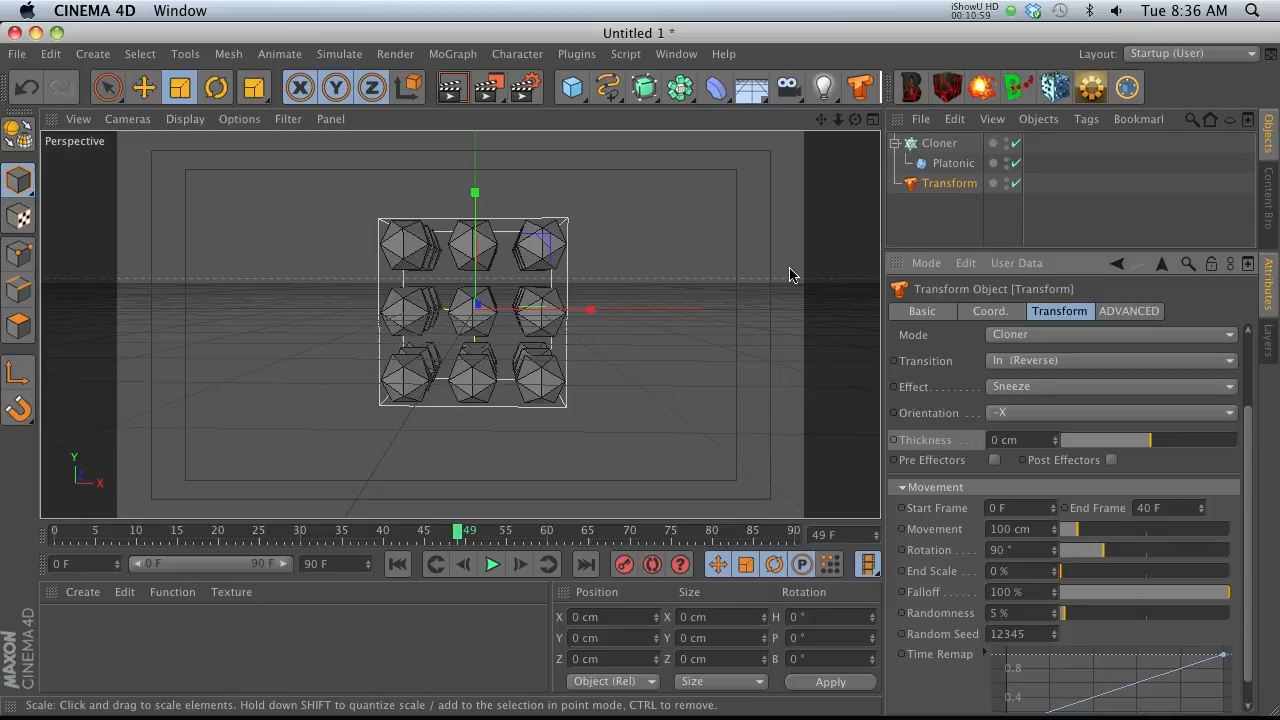 CINEMA 4D Window
iShowU HD
00:10:59
Tue 8:36 AM
Untitled 1 *
File Edit Create Select Tools Mesh Animate Simulate Render MoGraph Character Plugins Script Window Help
Layout: Startup (User)
X Y Z
View Cameras Display Options Filter Panel
File Edit View Objects Tags Bookmarl
Perspective
Cloner
Platonic
Transform
Objects
Content Bro
Mode Edit User Data
Transform Object [Transform]
Basic Coord. Transform ADVANCED
Attributes
Layers
Mode Cloner
Transition In (Reverse)
Effect Sneeze
Orientation -X
Thickness 0 cm
Pre Effectors Post Effectors
Movement
Start Frame 0 F End Frame 40 F
Movement 100 cm
Rotation 90 °
End Scale 0 %
Falloff 100 %
Randomness 5 %
Random Seed 12345
Time Remap
0.8
0.4
Y
Z
X
0 5 10 15 20 25 30 35 40 45 49 55 60 65 70 75 80 85 90 49 F
0 F 0 F 90 F 90 F
P
Create Edit Function Texture
Position Size Rotation
X 0 cm X 0 cm H 0 °
Y 0 cm Y 0 cm P 0 °
Z 0 cm Z 0 cm B 0 °
Object (Rel) Size Apply
MAXON
CINEMA 4D
Scale: Click and drag to scale elements. Hold down SHIFT to quantize scale / add to the selection in point mode, CTRL to remove.